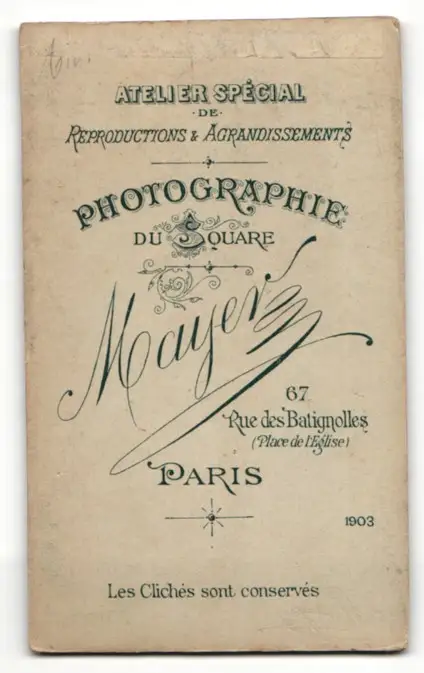 ATELIER SPÉCIAL
DE
REPRODUCTIONS & AGRANDISSEMENTS
PHOTOGRAPHIE
DU SQUARE
Mayer
67
Rue des Batignolles
(Place de l'Eglise)
PARIS
1903
Les Clichés sont conservés